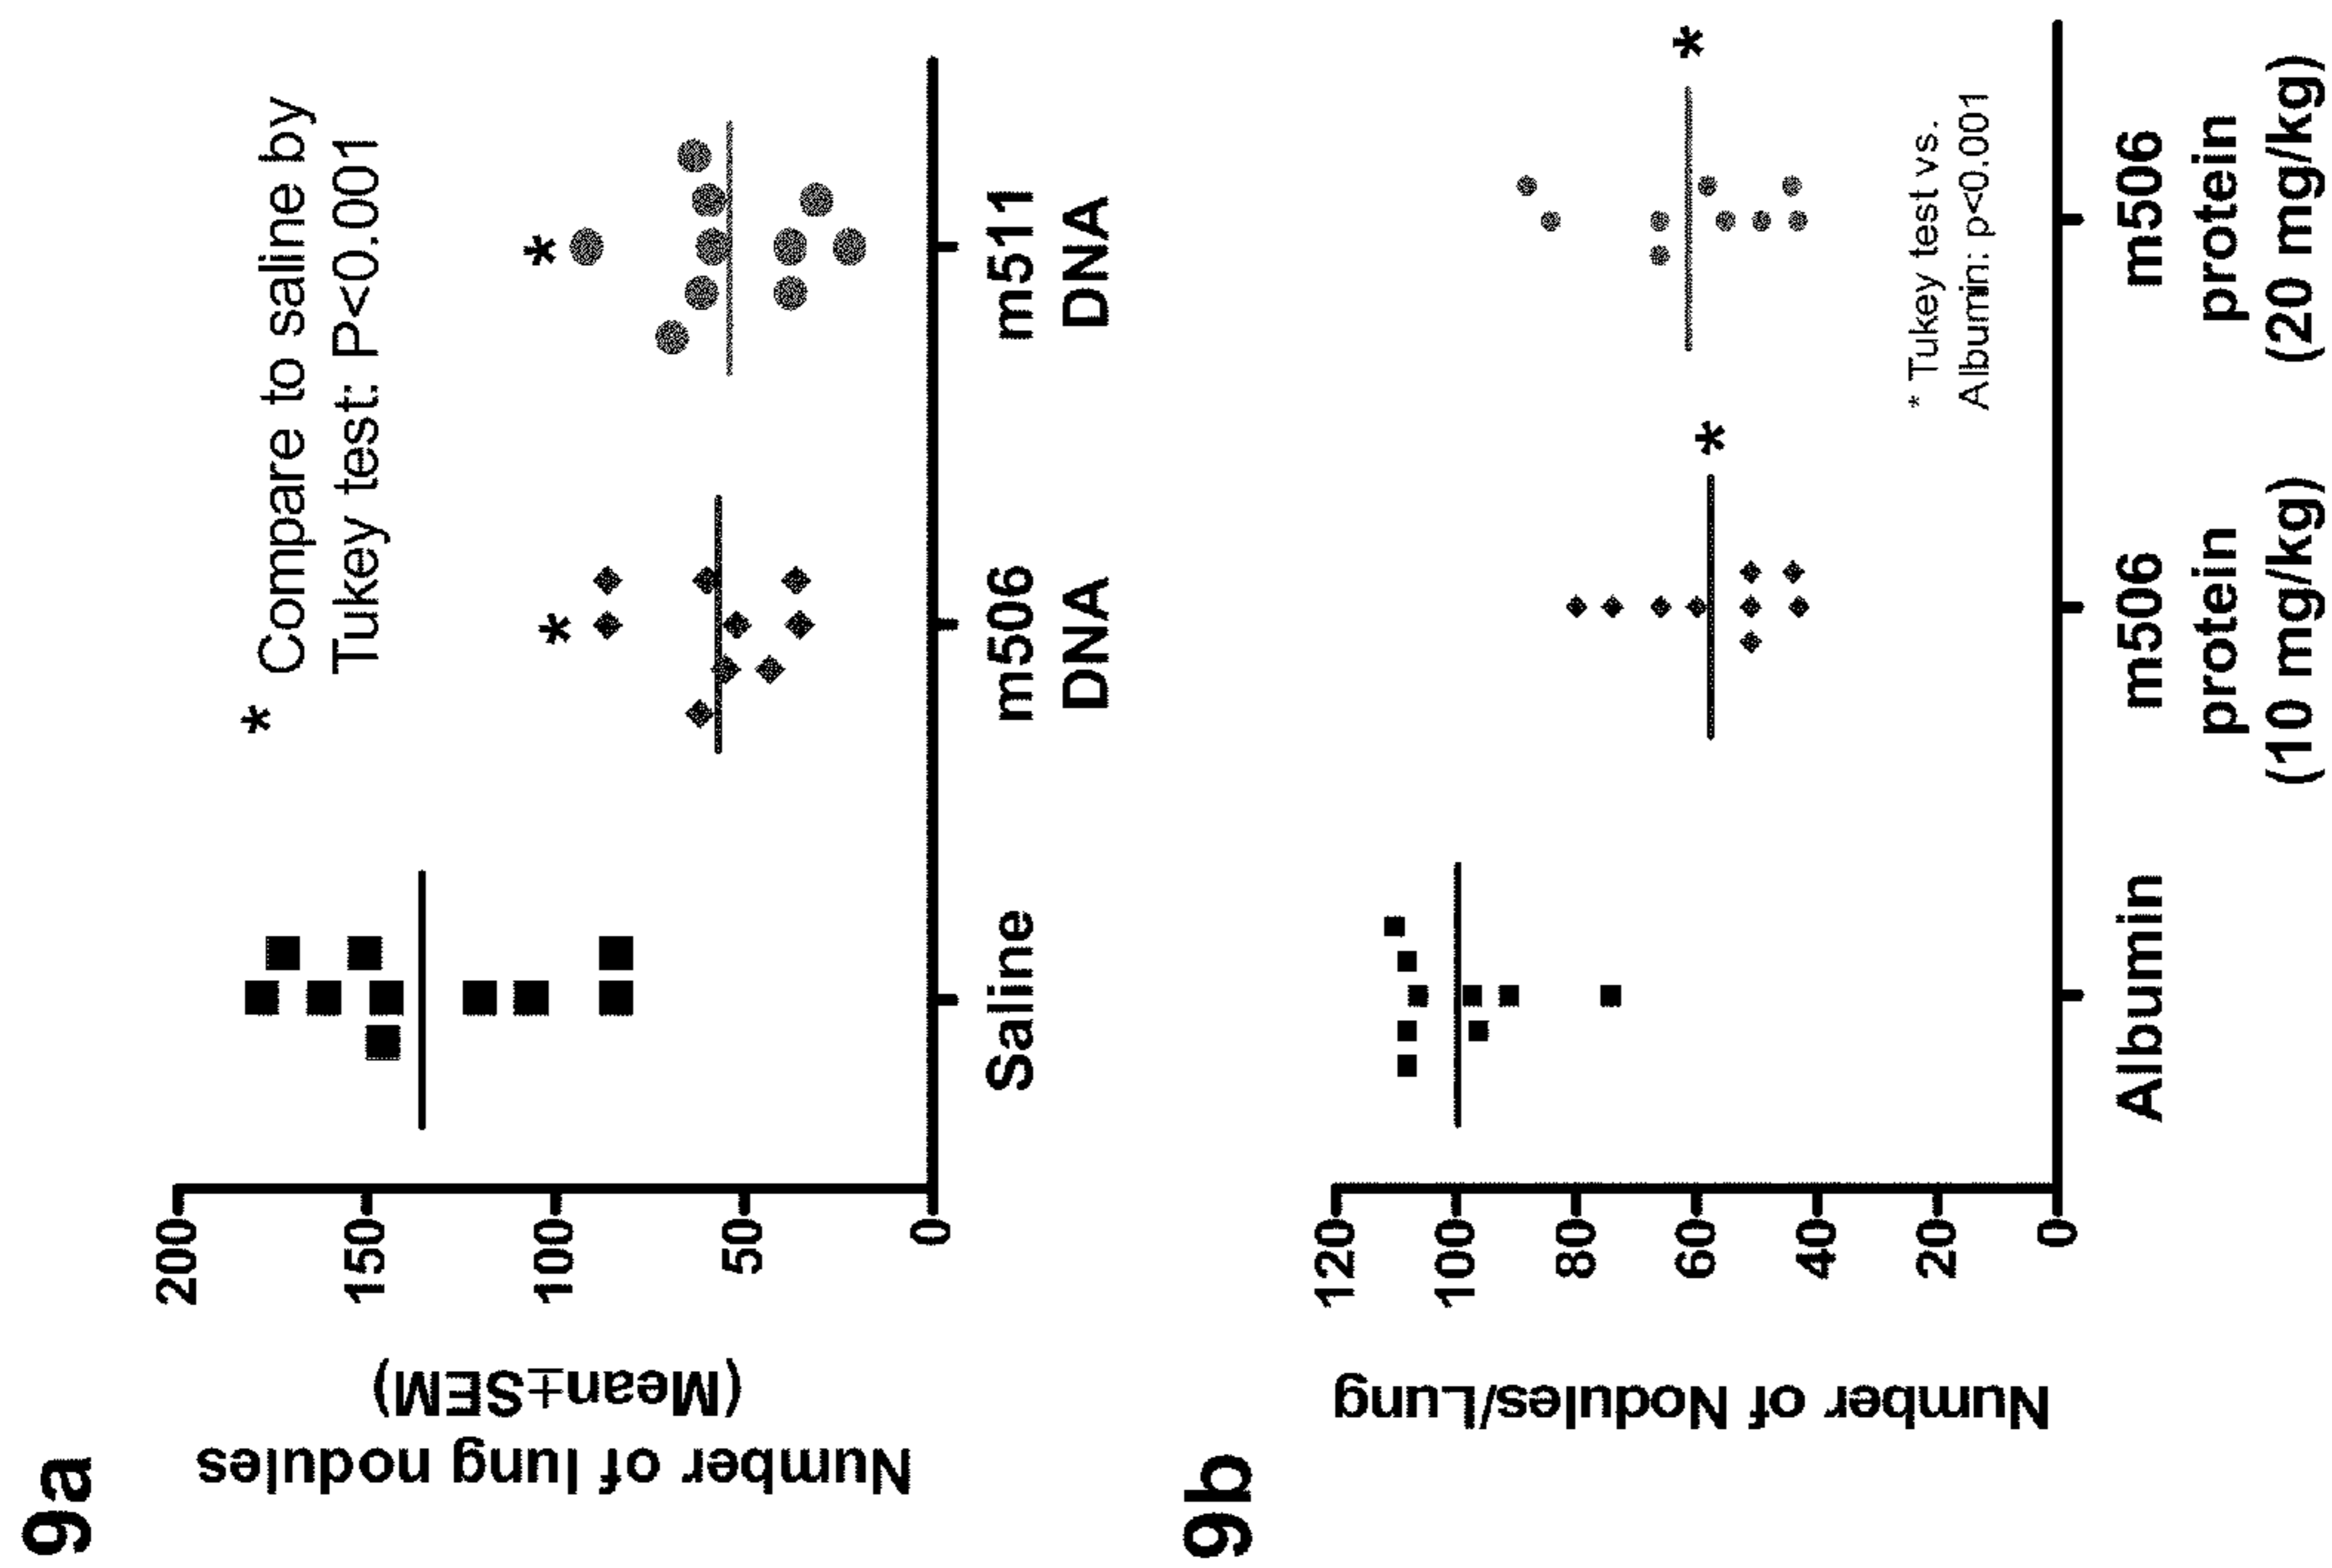 9a
Number of lung nodules
(Mean±SEM)
200
150
100
50
0
* Compare to saline by
Tukey test: P<0.001
*
*
Saline
m506
DNA
m511
DNA
9b
Number of Nodules/Lung
120
100
80
60
40
20
0
*
*
* Tukey test vs.
Albumin: p<0.001
Albumin
m506
protein
(10 mg/kg)
m506
protein
(20 mg/kg)